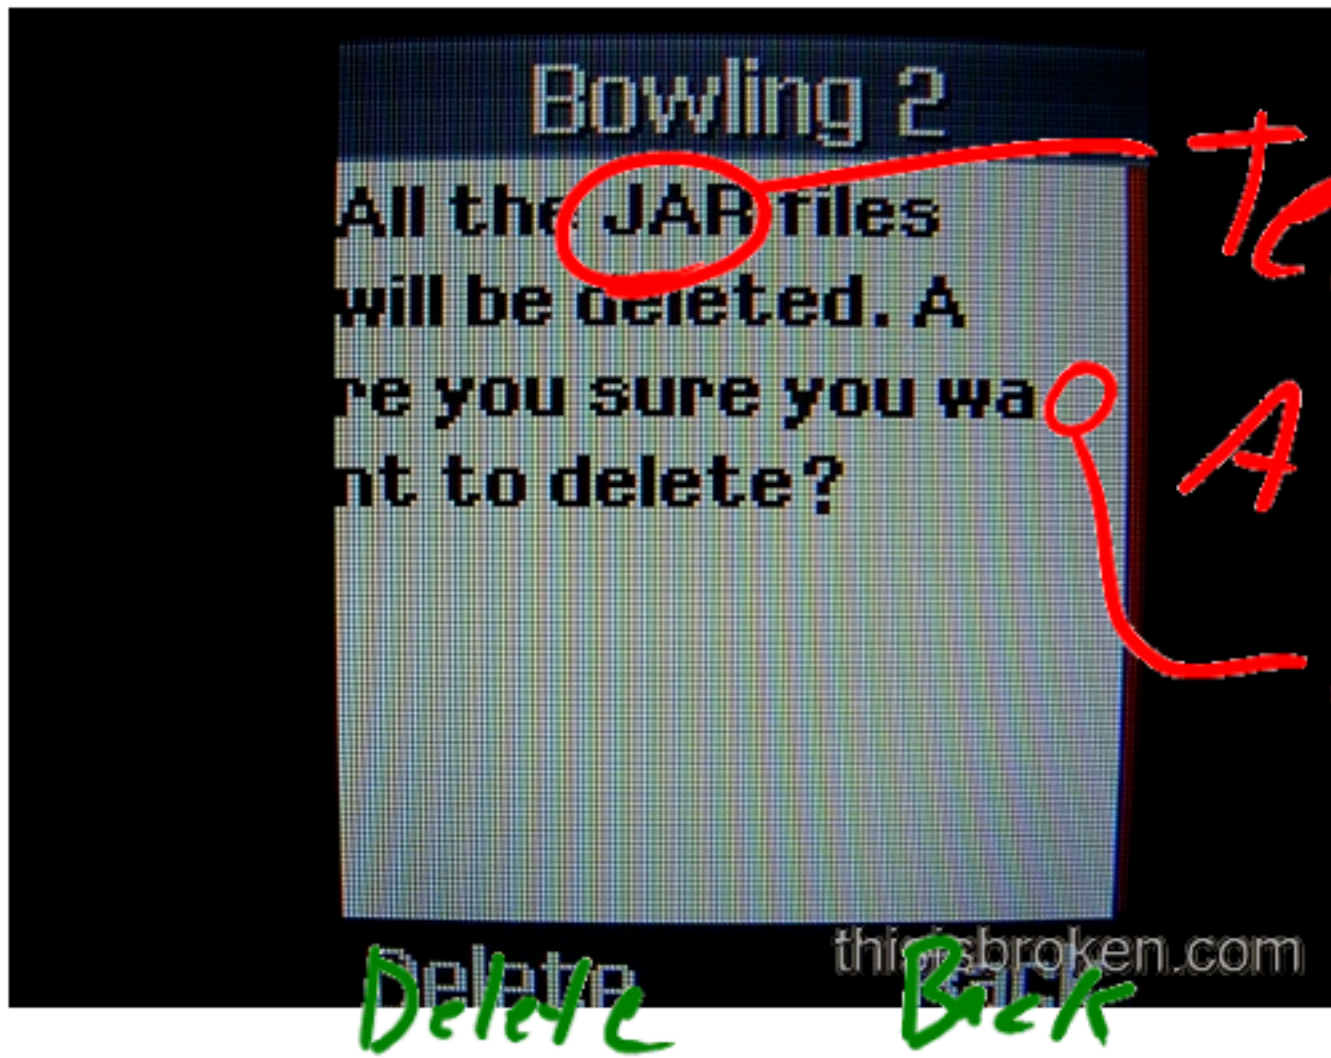 Bowling 2
All the JAR files
will be deleted. A
re you sure you wa
nt to delete?
Te
A
Delete
Back
thisisbroken.com
Delete
Back